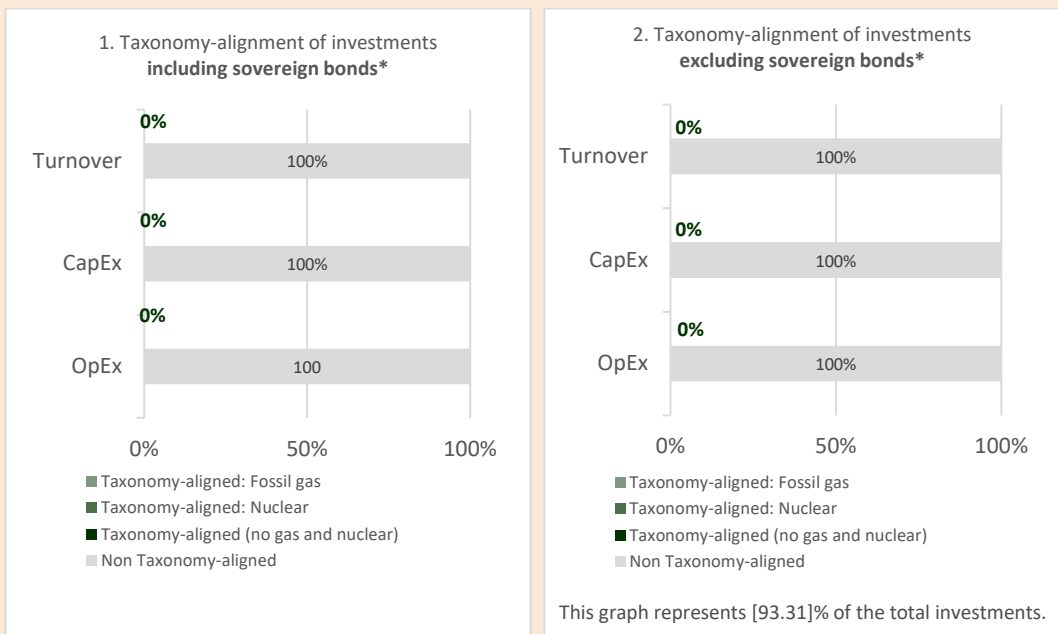 1. Taxonomy-alignment of investments
including sovereign bonds*
0%
Turnover
100%
0%
CapEx
100%
0%
OpEx
100
0%
50%
100%
Taxonomy-aligned: Fossil gas
Taxonomy-aligned: Nuclear
Taxonomy-aligned (no gas and nuclear)
Non Taxonomy-aligned
2. Taxonomy-alignment of investments
excluding sovereign bonds*
0%
Turnover
100%
0%
CapEx
100%
0%
OpEx
100%
0%
50%
100%
Taxonomy-aligned: Fossil gas
Taxonomy-aligned: Nuclear
Taxonomy-aligned (no gas and nuclear)
Non Taxonomy-aligned
This graph represents [93.31]% of the total investments.